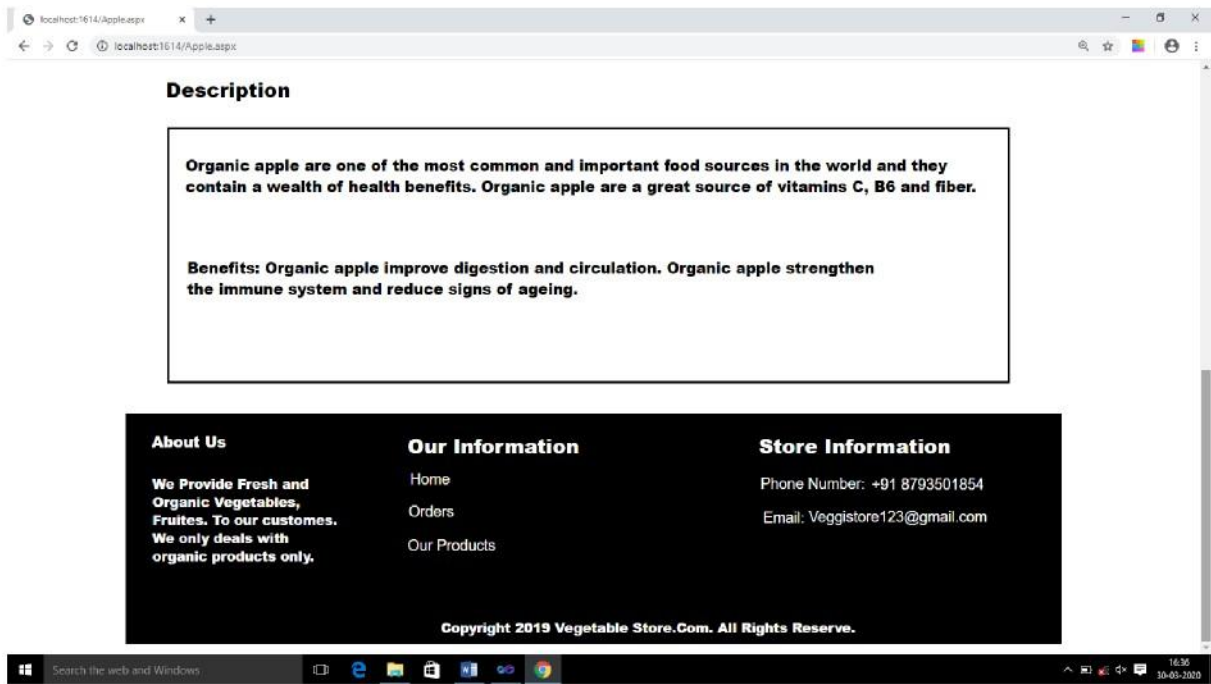 localhost:1614/Apple.aspx
localhost:1614/Apple.aspx
Description
Organic apple are one of the most common and important food sources in the world and they
contain a wealth of health benefits. Organic apple are a great source of vitamins C, B6 and fiber.
Benefits: Organic apple improve digestion and circulation. Organic apple strengthen
the immune system and reduce signs of ageing.
About Us
We Provide Fresh and
Organic Vegetables,
Fruites. To our customes.
We only deals with
organic products only.
Our Information
Home
Orders
Our Products
Store Information
Phone Number: +91 8793501854
Email: Veggistore123@gmail.com
Copyright 2019 Vegetable Store.Com. All Rights Reserve.
Search the web and Windows
16:36
30-03-2020